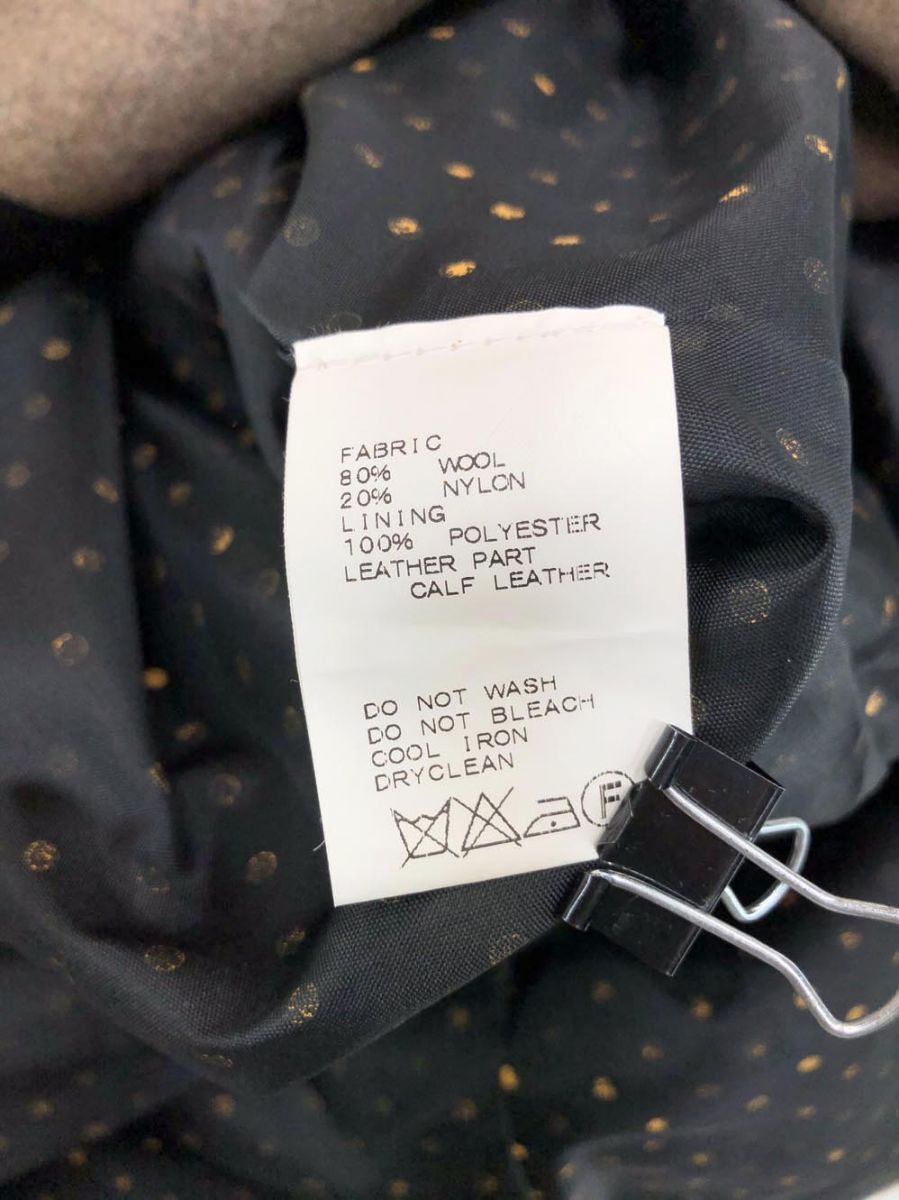 FABRIC
80% WOOL
20% NYLON
LINING
100% POLYESTER
LEATHER PART
CALF LEATHER
DO NOT WASH
DO NOT BLEACH
COOL IRON
DRYCLEAN
F